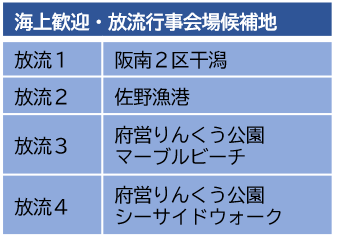 海上歓迎・放流行事会場候補地
放流１ 阪南２区干潟
放流２ 佐野漁港
放流３ 府営りんくう公園
マーブルビーチ
放流４ 府営りんくう公園
シーサイドウォーク